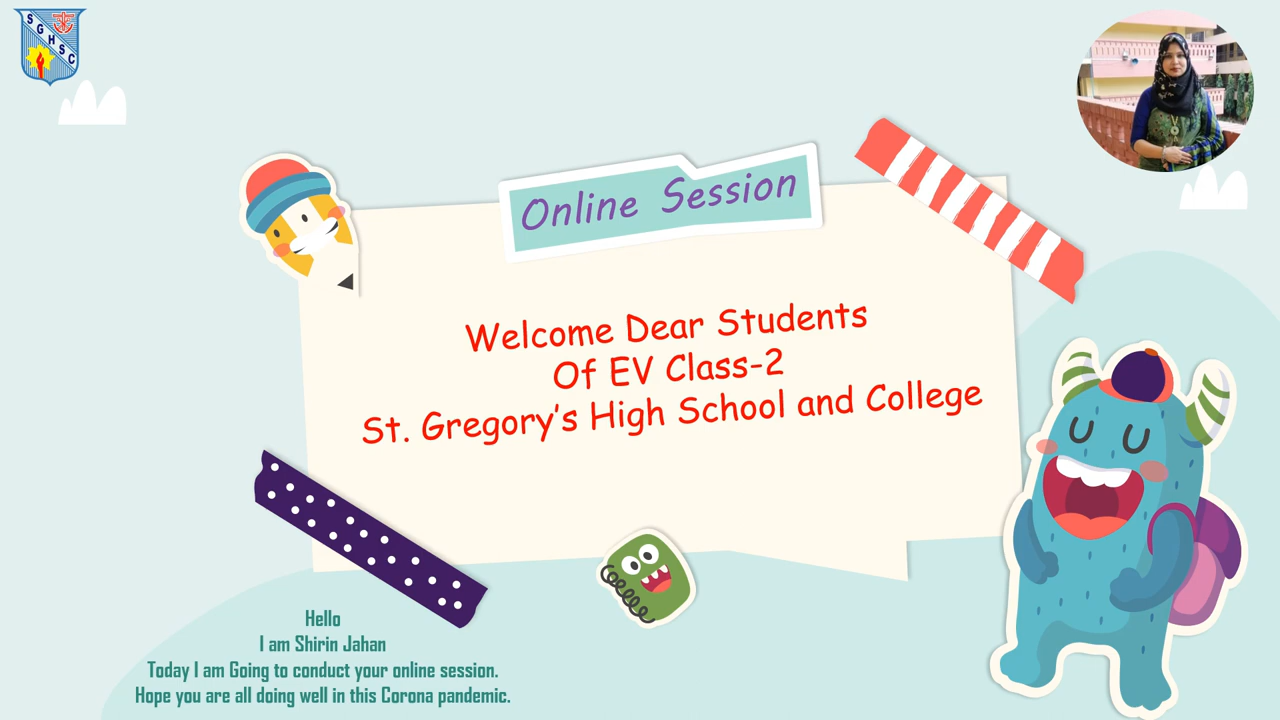 SGHSC
Online Session
Welcome Dear Students
Of EV Class-2
St. Gregory's High School and College
Hello
I am Shirin Jahan
Today I am Going to conduct your online session.
Hope you are all doing well in this Corona pandemic.